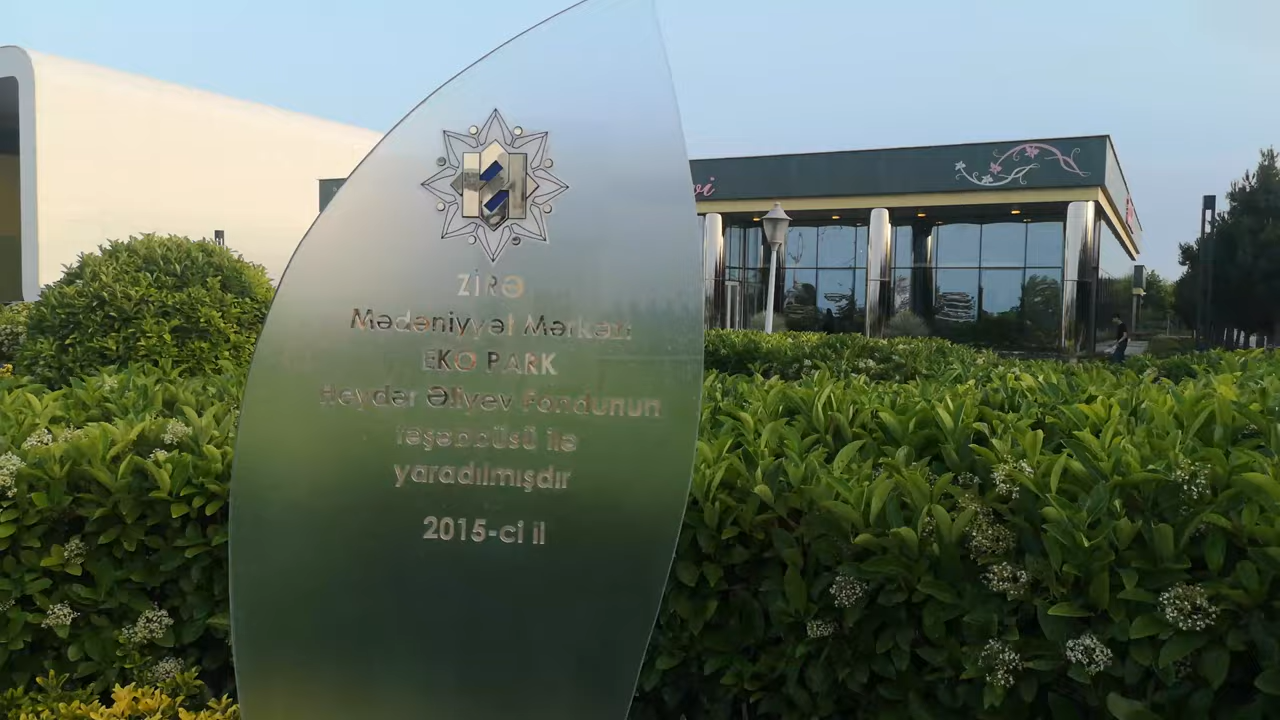 ZİRƏ
Mədəniyyət Mərkəzi
EKO PARK
Heydər Əliyev Fondunun
təşəbbüsü ilə
yaradılmışdır
2015-ci il